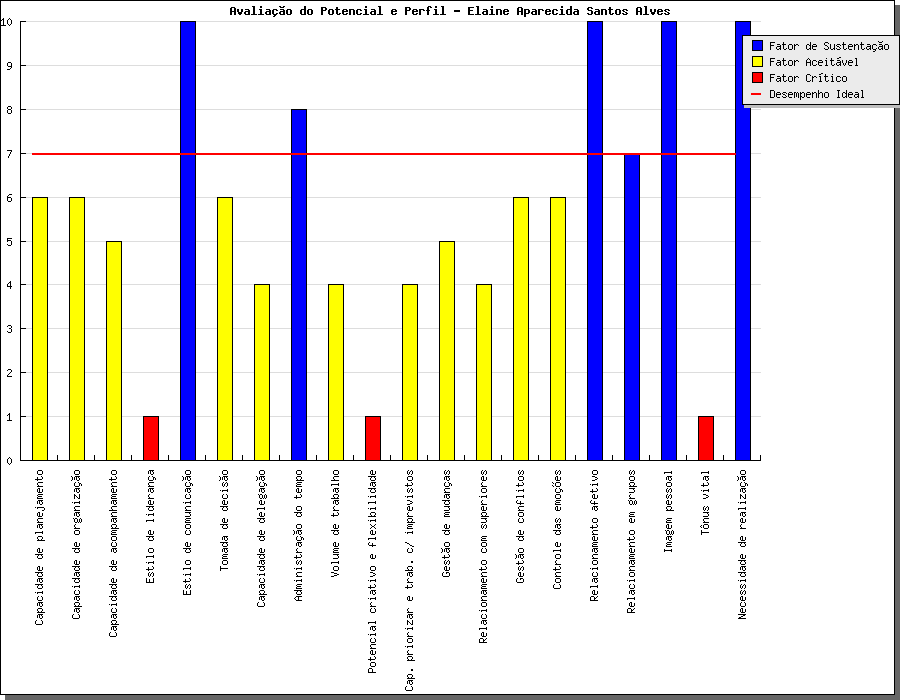 Avaliação do Potencial e Perfil - Elaine Aparecida Santos Alves
Fator de Sustentação
Fator Aceitável
Fator Crítico
Desempenho Ideal
10
9
8
7
6
5
4
3
2
1
0
Capacidade de planejamento
Capacidade de organização
Capacidade de acompanhamento
Estilo de liderança
Estilo de comunicação
Tomada de decisão
Capacidade de delegação
Administração do tempo
Volume de trabalho
Potencial criativo e flexibilidade
Cap. priorizar e trab. c/ imprevistos
Gestão de mudanças
Relacionamento com superiores
Gestão de conflitos
Controle das emoções
Relacionamento afetivo
Relacionamento em grupos
Imagem pessoal
Tônus vital
Necessidade de realização